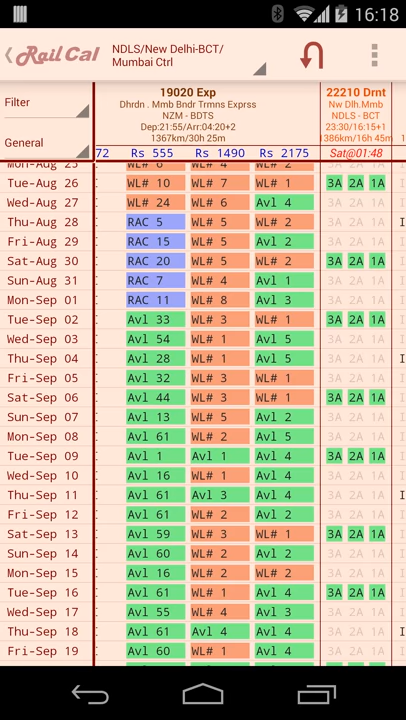 16:18
Rail Cal
NDLS/New Delhi-BCT/
Mumbai Ctrl
Filter
General
19020 Exp
Dhrdn . Mmb Bndr Trmns Exprss
NZM - BDTS
Dep:21:55/Arr:04:20+2
1367km/30h 25m
22210 Drnt
Nw Dlh.Mmb
NDLS - BCT
23:30/16:15+1
1386km/16h 45m
72 Rs 555 Rs 1490 Rs 2175 Sat@01:48
Mon-Aug 25 WL# 6 WL# 4 WL# 2 3A 2A 1A
Tue-Aug 26 WL# 10 WL# 7 WL# 1 3A 2A 1A
Wed-Aug 27 WL# 24 WL# 6 Avl 4 3A 2A 1A
Thu-Aug 28 RAC 5 WL# 5 WL# 2 3A 2A 1A
Fri-Aug 29 RAC 15 WL# 5 Avl 2 3A 2A 1A
Sat-Aug 30 RAC 20 WL# 5 WL# 2 3A 2A 1A
Sun-Aug 31 RAC 7 WL# 4 Avl 1 3A 2A 1A
Mon-Sep 01 RAC 11 WL# 8 Avl 3 3A 2A 1A
Tue-Sep 02 Avl 33 WL# 3 WL# 1 3A 2A 1A
Wed-Sep 03 Avl 54 WL# 1 Avl 5 3A 2A 1A
Thu-Sep 04 Avl 28 WL# 1 Avl 5 3A 2A 1A
Fri-Sep 05 Avl 32 WL# 3 WL# 1 3A 2A 1A
Sat-Sep 06 Avl 44 WL# 3 WL# 1 3A 2A 1A
Sun-Sep 07 Avl 13 WL# 5 Avl 2 3A 2A 1A
Mon-Sep 08 Avl 61 WL# 2 Avl 5 3A 2A 1A
Tue-Sep 09 Avl 1 Avl 1 Avl 4 3A 2A 1A
Wed-Sep 10 Avl 16 WL# 1 Avl 4 3A 2A 1A
Thu-Sep 11 Avl 61 Avl 3 Avl 4 3A 2A 1A
Fri-Sep 12 Avl 61 WL# 2 Avl 2 3A 2A 1A
Sat-Sep 13 Avl 59 WL# 3 WL# 1 3A 2A 1A
Sun-Sep 14 Avl 60 WL# 2 Avl 2 3A 2A 1A
Mon-Sep 15 Avl 16 WL# 2 WL# 2 3A 2A 1A
Tue-Sep 16 Avl 61 WL# 1 Avl 4 3A 2A 1A
Wed-Sep 17 Avl 55 WL# 4 Avl 3 3A 2A 1A
Thu-Sep 18 Avl 61 Avl 4 Avl 4 3A 2A 1A
Fri-Sep 19 Avl 60 WL# 1 Avl 4 3A 2A 1A